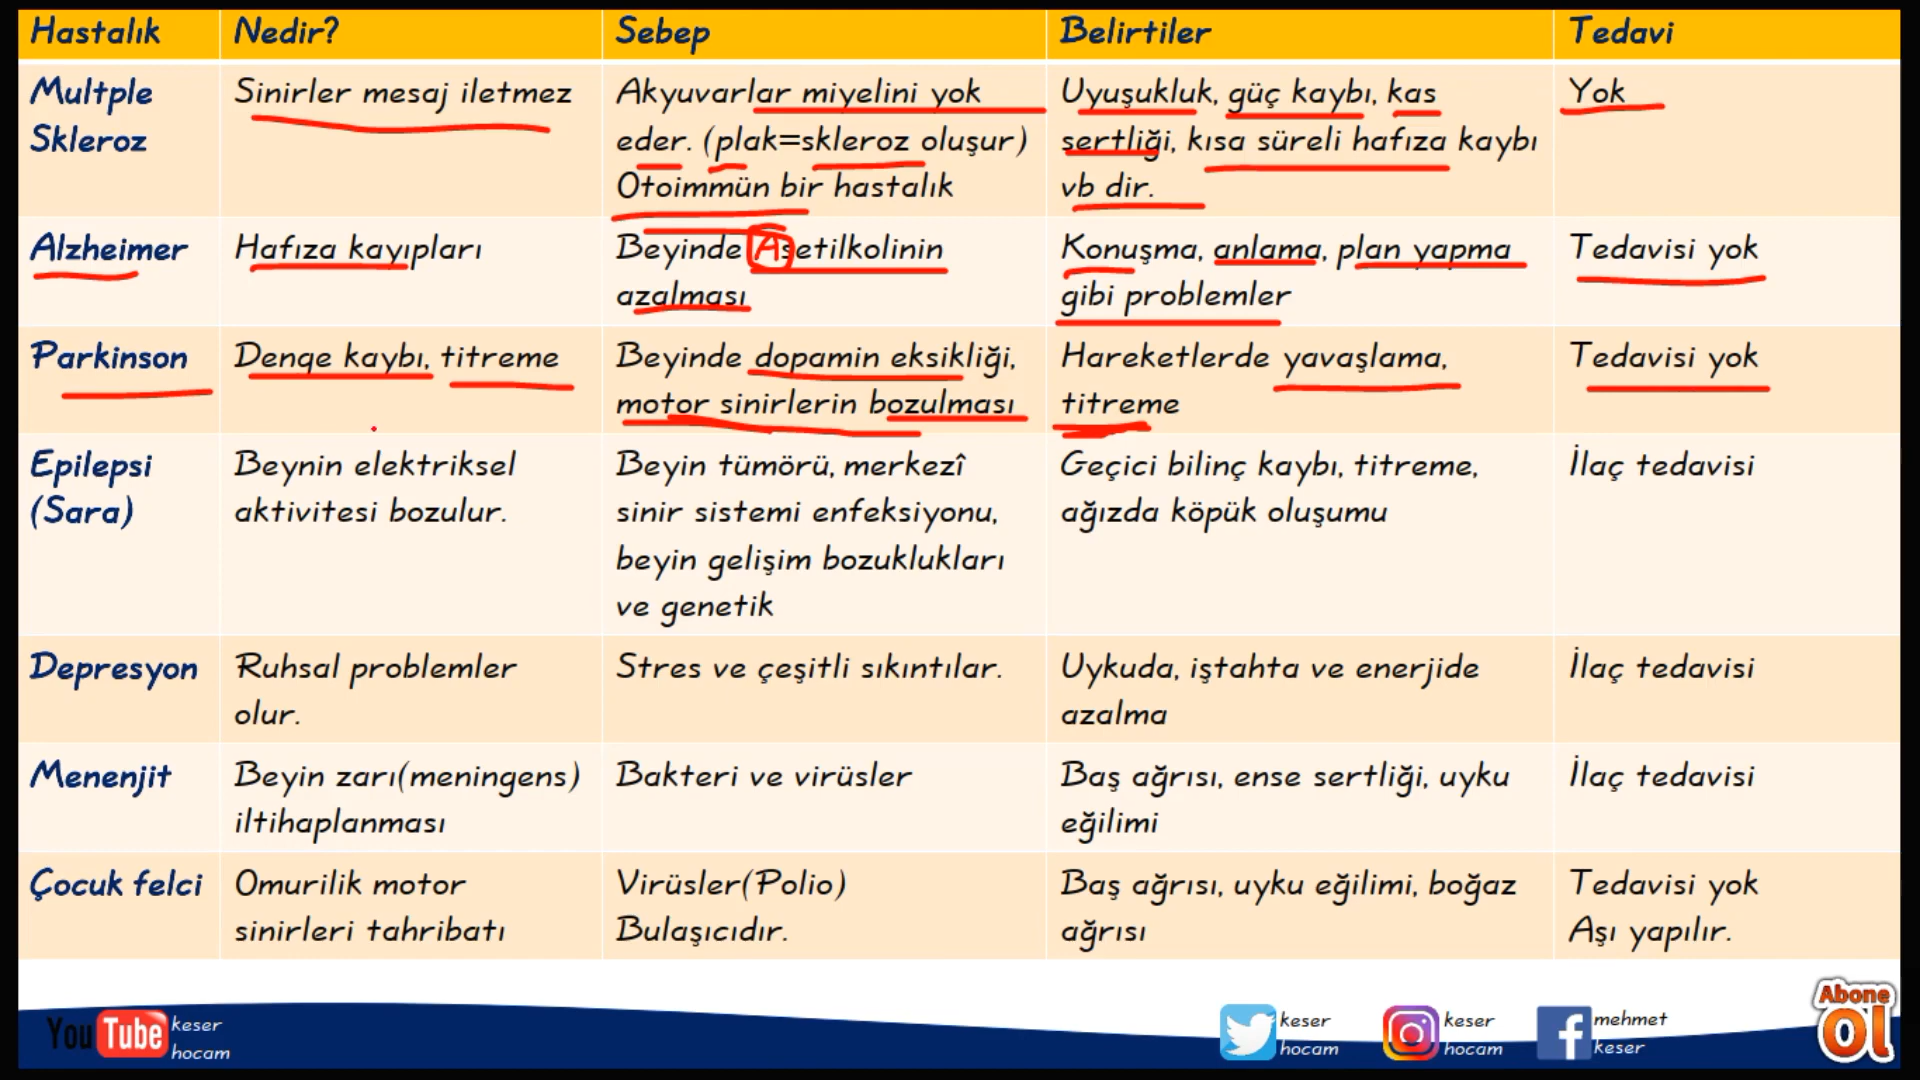 Hastalık Nedir? Sebep Belirtiler Tedavi
Multple
Skleroz
Sinirler mesaj iletmez
Akyuvarlar miyelini yok
eder. (plak=skleroz oluşur)
Otoimmün bir hastalık
Uyuşukluk, güç kaybı, kas
sertliği, kısa süreli hafıza kaybı
vb dir.
Yok
Alzheimer
Hafıza kayıpları
Beyinde Asetilkolinin
azalması
Konuşma, anlama, plan yapma
gibi problemler
Tedavisi yok
Parkinson
Denge kaybı, titreme
Beyinde dopamin eksikliği,
motor sinirlerin bozulması
Hareketlerde yavaşlama,
titreme
Tedavisi yok
Epilepsi
(Sara)
Beynin elektriksel
aktivitesi bozulur.
Beyin tümörü, merkezî
sinir sistemi enfeksiyonu,
beyin gelişim bozuklukları
ve genetik
Geçici bilinç kaybı, titreme,
ağızda köpük oluşumu
İlaç tedavisi
Depresyon
Ruhsal problemler
olur.
Stres ve çeşitli sıkıntılar.
Uykuda, iştahta ve enerjide
azalma
İlaç tedavisi
Menenjit
Beyin zarı(meningens)
iltihaplanması
Bakteri ve virüsler
Baş ağrısı, ense sertliği, uyku
eğilimi
İlaç tedavisi
Çocuk felci
Omurilik motor
sinirleri tahribatı
Virüsler(Polio)
Bulaşıcıdır.
Baş ağrısı, uyku eğilimi, boğaz
ağrısı
Tedavisi yok
Aşı yapılır.
YouTube
keser
hocam
keser
hocam
keser
hocam
mehmet
keser
Abone
Ol